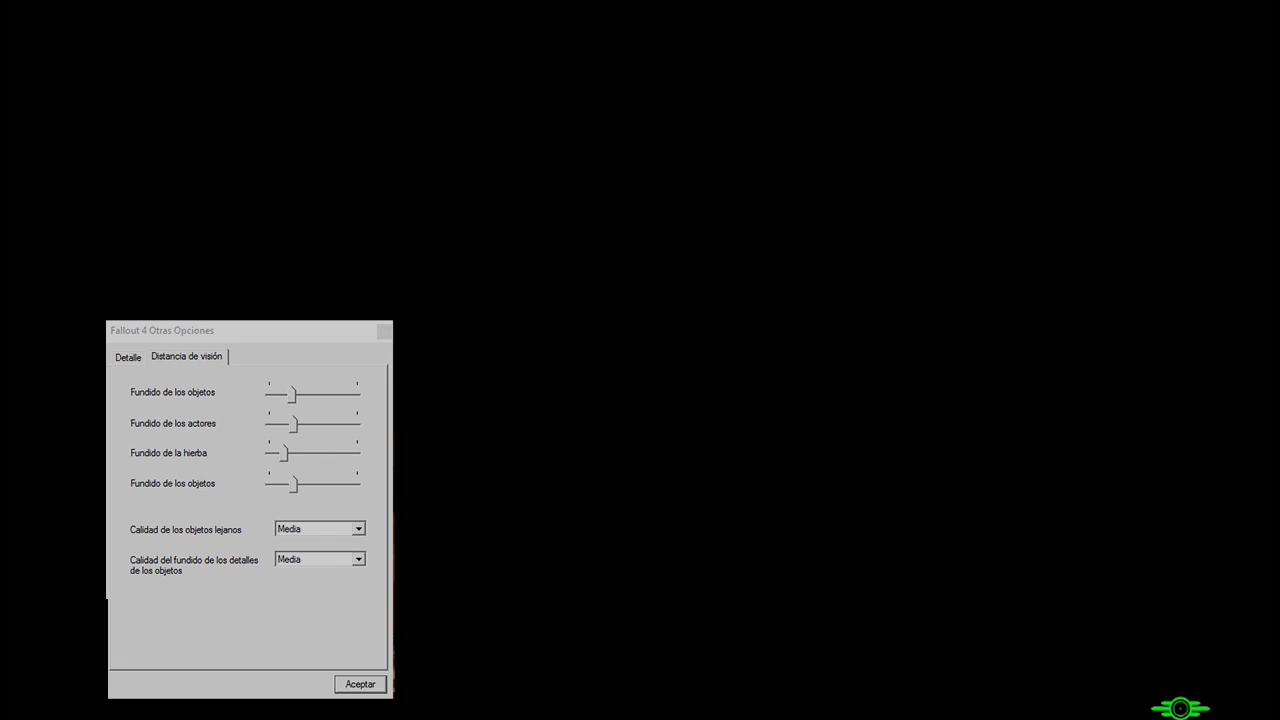 Fallout 4 Otras Opciones
Detalle
Distancia de visión
Fundido de los objetos
Fundido de los actores
Fundido de la hierba
Fundido de los objetos
Calidad de los objetos lejanos
Media
Calidad del fundido de los detalles
de los objetos
Media
Aceptar